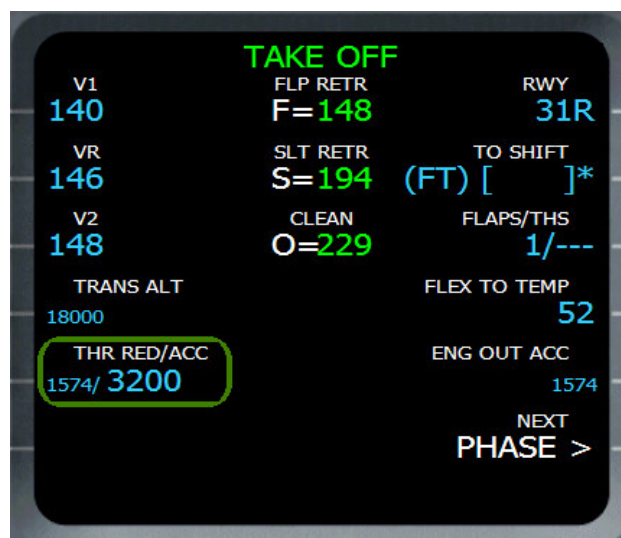 TAKE OFF
V1 FLP RETR RWY
140 F=148 31R
VR SLT RETR TO SHIFT
146 S=194 (FT) [ ]*
V2 CLEAN FLAPS/THS
148 O=229 1/---
TRANS ALT FLEX TO TEMP
18000 52
THR RED/ACC ENG OUT ACC
1574/ 3200 1574
NEXT
PHASE >